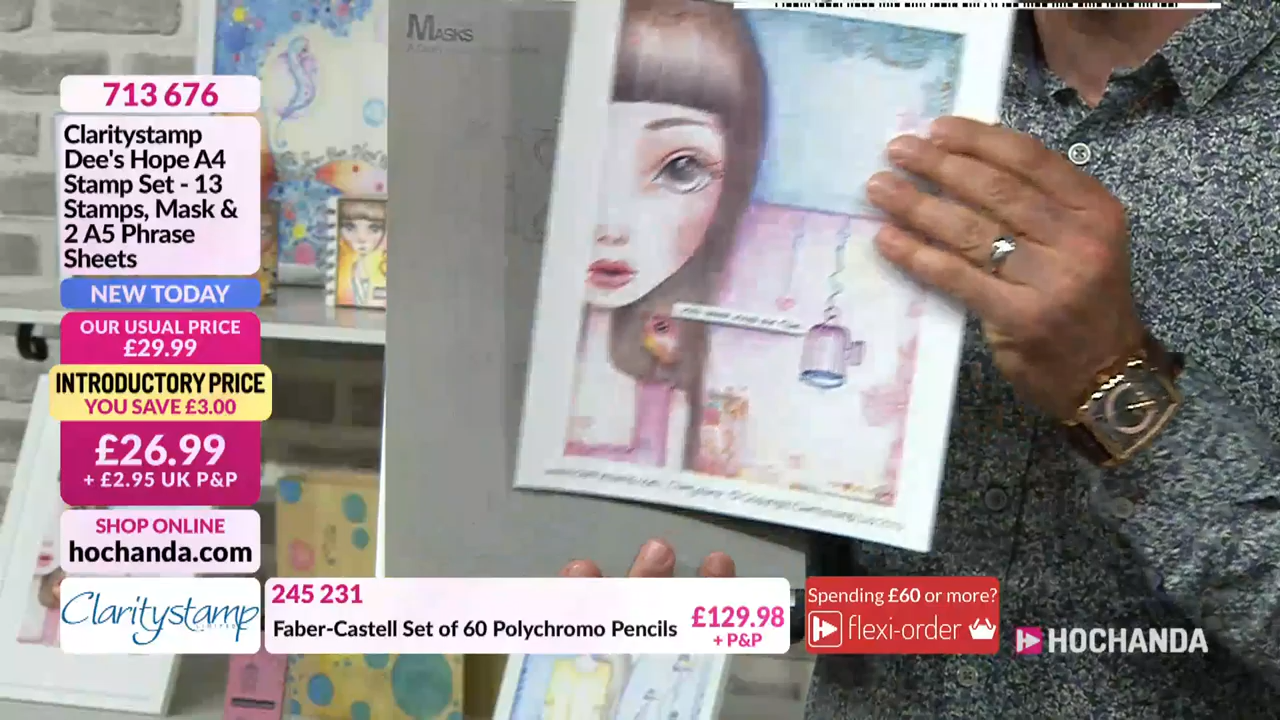 MASKS
713 676
Claritystamp
Dee's Hope A4
Stamp Set - 13
Stamps, Mask &
2 A5 Phrase
Sheets
NEW TODAY
OUR USUAL PRICE
£29.99
INTRODUCTORY PRICE
YOU SAVE £3.00
£26.99
+ £2.95 UK P&P
SHOP ONLINE
hochanda.com
Claritystamp
LIMITED
245 231
Faber-Castell Set of 60 Polychromo Pencils
£129.98
+ P&P
Spending £60 or more?
flexi-order
HOCHANDA